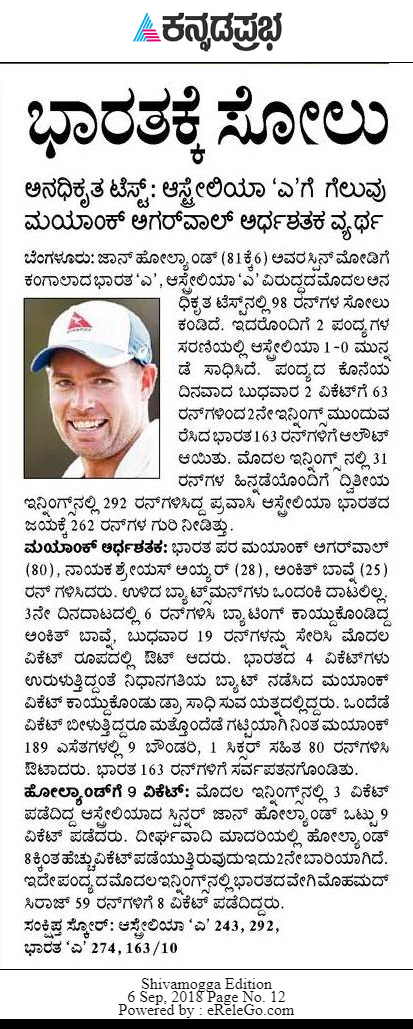 ಕನ್ನಡಪ್ರಭ
ಭಾರತಕ್ಕೆ ಸೋಲು
ಅನಧಿಕೃತ ಟೆಸ್ಟ್: ಆಸ್ಟ್ರೇಲಿಯಾ ‘ಎ’ಗೆ ಗೆಲುವು
ಮಯಾಂಕ್ ಅಗರ್‌ವಾಲ್ ಅರ್ಧಶತಕ ವ್ಯರ್ಥ
ಬೆಂಗಳೂರು: ಜಾನ್ ಹೋಲ್ಯಾಂಡ್ (81ಕ್ಕೆ6) ಅವರ ಸ್ಪಿನ್ ಮೋಡಿಗೆ
ಕಂಗಾಲಾದ ಭಾರತ ‘ಎ’, ಆಸ್ಟ್ರೇಲಿಯಾ ‘ಎ’ ವಿರುದ್ಧದ ಮೊದಲ ಅನ
ಧಿಕೃತ ಟೆಸ್ಟ್‌ನಲ್ಲಿ 98 ರನ್‌ಗಳ ಸೋಲು
ಕಂಡಿದೆ. ಇದರೊಂದಿಗೆ 2 ಪಂದ್ಯಗಳ
ಸರಣಿಯಲ್ಲಿ ಆಸ್ಟ್ರೇಲಿಯಾ 1-0 ಮುನ್ನ
ಡೆ ಸಾಧಿಸಿದೆ. ಪಂದ್ಯದ ಕೊನೆಯ
ದಿನವಾದ ಬುಧವಾರ 2 ವಿಕೆಟ್‌ಗೆ 63
ರನ್‌ಗಳಿಂದ 2ನೇ ಇನ್ನಿಂಗ್ಸ್ ಮುಂದುವ
ರೆಸಿದ ಭಾರತ 163 ರನ್‌ಗಳಿಗೆ ಆಲೌಟ್
ಆಯಿತು. ಮೊದಲ ಇನ್ನಿಂಗ್ಸ್ ನಲ್ಲಿ 31
ರನ್‌ಗಳ ಹಿನ್ನಡೆಯೊಂದಿಗೆ ದ್ವಿತೀಯ
ಇನ್ನಿಂಗ್ಸ್‌ನಲ್ಲಿ 292 ರನ್‌ಗಳಿಸಿದ್ದ ಪ್ರವಾಸಿ ಆಸ್ಟ್ರೇಲಿಯಾ ಭಾರತದ
ಜಯಕ್ಕೆ 262 ರನ್‌ಗಳ ಗುರಿ ನೀಡಿತ್ತು.
ಮಯಾಂಕ್ ಅರ್ಧಶತಕ: ಭಾರತ ಪರ ಮಯಾಂಕ್ ಅಗರ್‌ವಾಲ್
(80), ನಾಯಕ ಶ್ರೇಯಸ್ ಅಯ್ಯರ್ (28), ಅಂಕಿತ್ ಬಾವ್ನೆ (25)
ರನ್ ಗಳಿಸಿದರು. ಉಳಿದ ಬ್ಯಾಟ್ಸ್‌ಮನ್‌ಗಳು ಒಂದಂಕಿ ದಾಟಲಿಲ್ಲ.
3ನೇ ದಿನದಾಟದಲ್ಲಿ 6 ರನ್‌ಗಳಿಸಿ ಬ್ಯಾಟಿಂಗ್ ಕಾಯ್ದುಕೊಂಡಿದ್ದ
ಅಂಕಿತ್ ಬಾವ್ನೆ, ಬುಧವಾರ 19 ರನ್‌ಗಳನ್ನು ಸೇರಿಸಿ ಮೊದಲ
ವಿಕೆಟ್ ರೂಪದಲ್ಲಿ ಔಟ್ ಆದರು. ಭಾರತದ 4 ವಿಕೆಟ್‌ಗಳು
ಉರುಳುತ್ತಿದ್ದಂತೆ ನಿಧಾನಗತಿಯ ಬ್ಯಾಟ್ ನಡೆಸಿದ ಮಯಾಂಕ್
ವಿಕೆಟ್ ಕಾಯ್ದುಕೊಂಡು ಡ್ರಾ ಸಾಧಿಸುವ ಯತ್ನದಲ್ಲಿದ್ದರು. ಒಂದೆಡೆ
ವಿಕೆಟ್ ಬೀಳುತ್ತಿದ್ದರೂ ಮತ್ತೊಂದೆಡೆ ಗಟ್ಟಿಯಾಗಿ ನಿಂತ ಮಯಾಂಕ್
189 ಎಸೆತಗಳಲ್ಲಿ 9 ಬೌಂಡರಿ, 1 ಸಿಕ್ಸರ್ ಸಹಿತ 80 ರನ್‌ಗಳಿಸಿ
ಔಟಾದರು. ಭಾರತ 163 ರನ್‌ಗಳಿಗೆ ಸರ್ವಪತನಗೊಂಡಿತು.
ಹೋಲ್ಯಾಂಡ್‌ಗೆ 9 ವಿಕೆಟ್: ಮೊದಲ ಇನ್ನಿಂಗ್ಸ್‌ನಲ್ಲಿ 3 ವಿಕೆಟ್
ಪಡೆದಿದ್ದ ಆಸ್ಟ್ರೇಲಿಯಾದ ಸ್ಪಿನ್ನರ್ ಜಾನ್ ಹೋಲ್ಯಾಂಡ್ ಒಟ್ಟು 9
ವಿಕೆಟ್ ಪಡೆದರು. ದೀರ್ಘಾವಾದಿ ಮಾದರಿಯಲ್ಲಿ ಹೋಲ್ಯಾಂಡ್
8ಕ್ಕಿಂತ ಹೆಚ್ಚು ವಿಕೆಟ್ ಪಡೆಯುತ್ತಿರುವುದು ಇದು 2ನೇ ಬಾರಿಯಾಗಿದೆ.
ಇದೇ ಪಂದ್ಯದ ಮೊದಲ ಇನ್ನಿಂಗ್ಸ್‌ನಲ್ಲಿ ಭಾರತದ ವೇಗಿ ಮೊಹಮದ್
ಸಿರಾಜ್ 59 ರನ್‌ಗಳಿಗೆ 8 ವಿಕೆಟ್ ಪಡೆದಿದ್ದರು.
ಸಂಕ್ಷಿಪ್ತ ಸ್ಕೋರ್: ಆಸ್ಟ್ರೇಲಿಯಾ ‘ಎ’ 243, 292,
ಭಾರತ ‘ಎ’ 274, 163/10
Shivamogga Edition
6 Sep, 2018 Page No. 12
Powered by : eReleGo.com